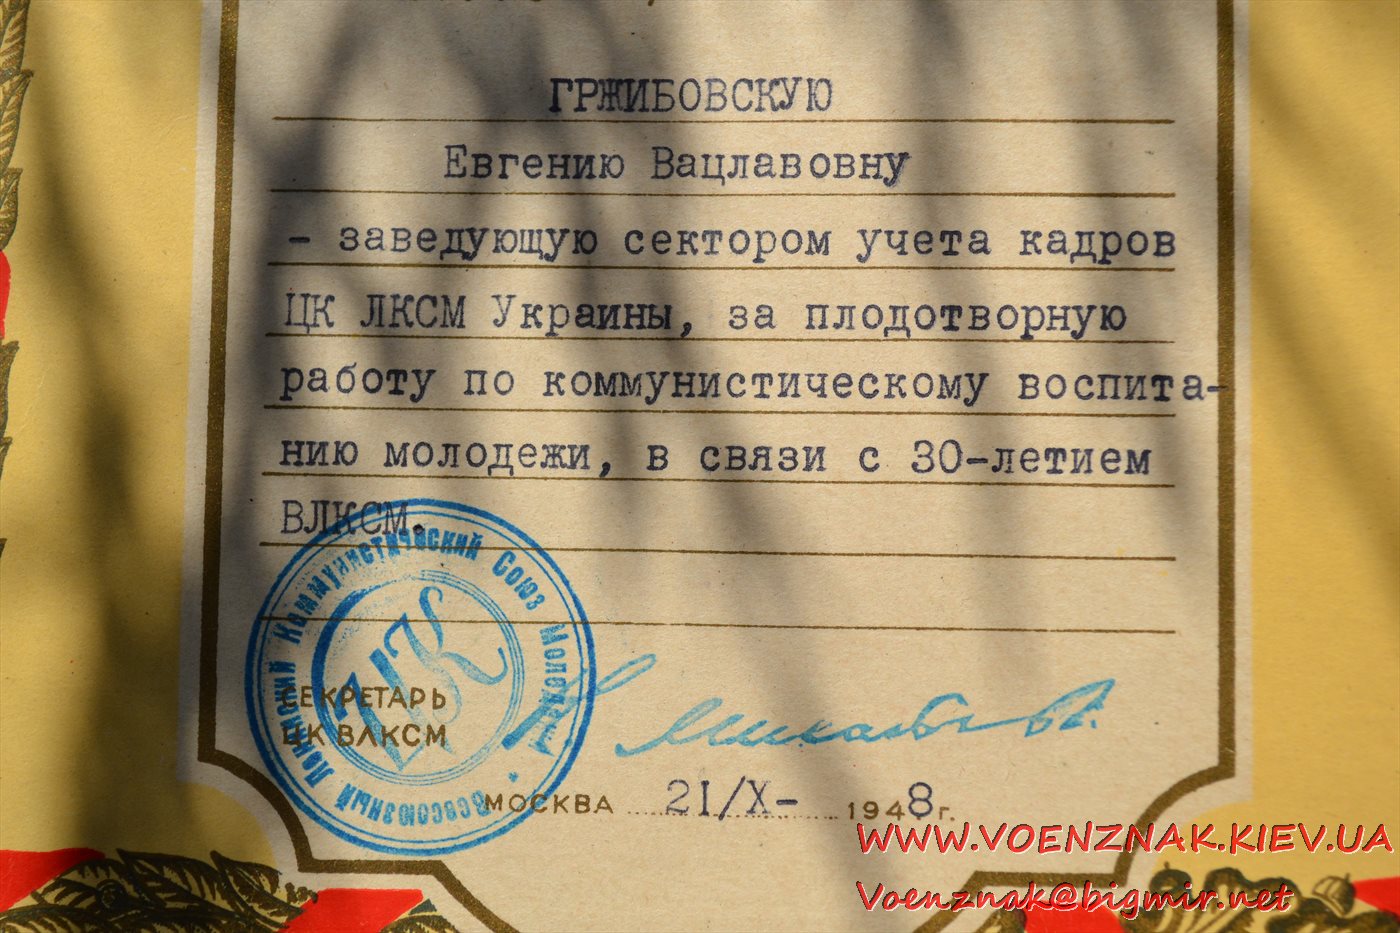 ГРЖИБОВСКУЮ
Евгению Вацлавовну
- заведующую сектором учета кадров
ЦК ЛКСМ Украины, за плодотворную
работу по коммунистическому воспита-
нию молодежи, в связи с 30-летием
ВЛКСМ.
Всесоюзный Ленинский Коммунистический Союз Молодежи
ЦК
СЕКРЕТАРЬ
ЦК ВЛКСМ
Михайлов
МОСКВА 21/X- 1948г.
WWW.VOENZNAK.KIEV.UA
Voenznak@bigmir.net